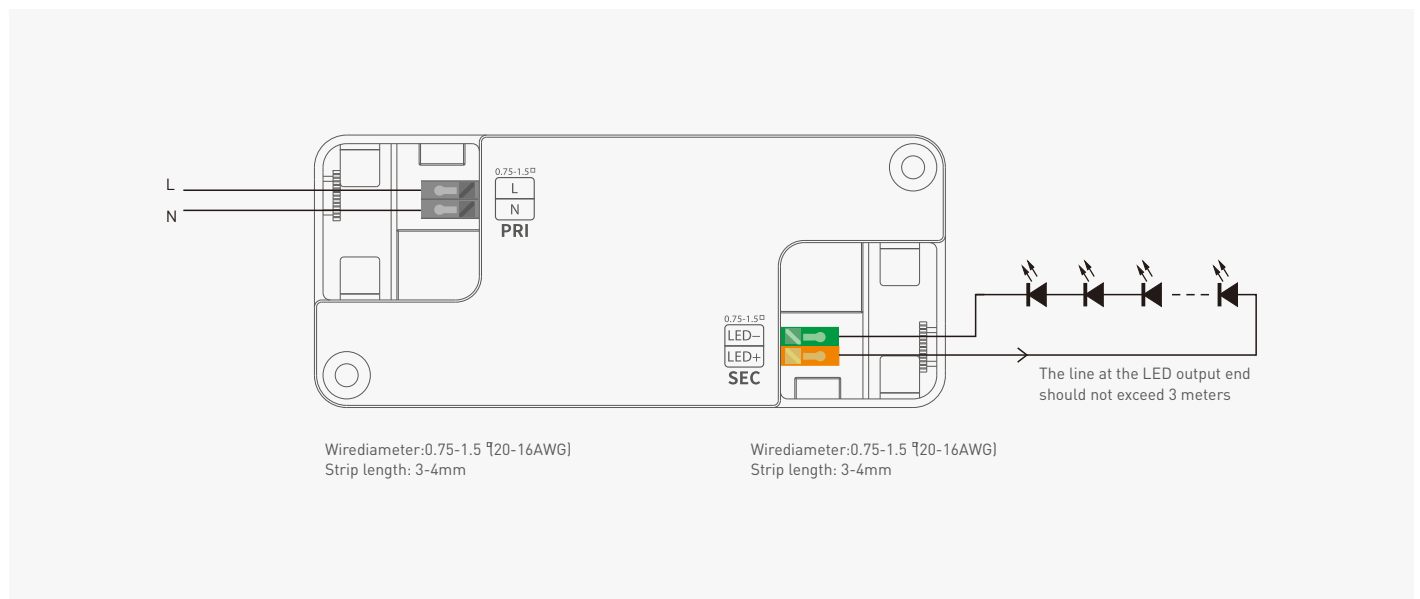 0.75-1.5□
L
N
PRI
L
N
0.75-1.5□
LED−
LED+
SEC
The line at the LED output end
should not exceed 3 meters
Wirediameter:0.75-1.5 (20-16AWG)
Strip length: 3-4mm
Wirediameter:0.75-1.5 (20-16AWG)
Strip length: 3-4mm